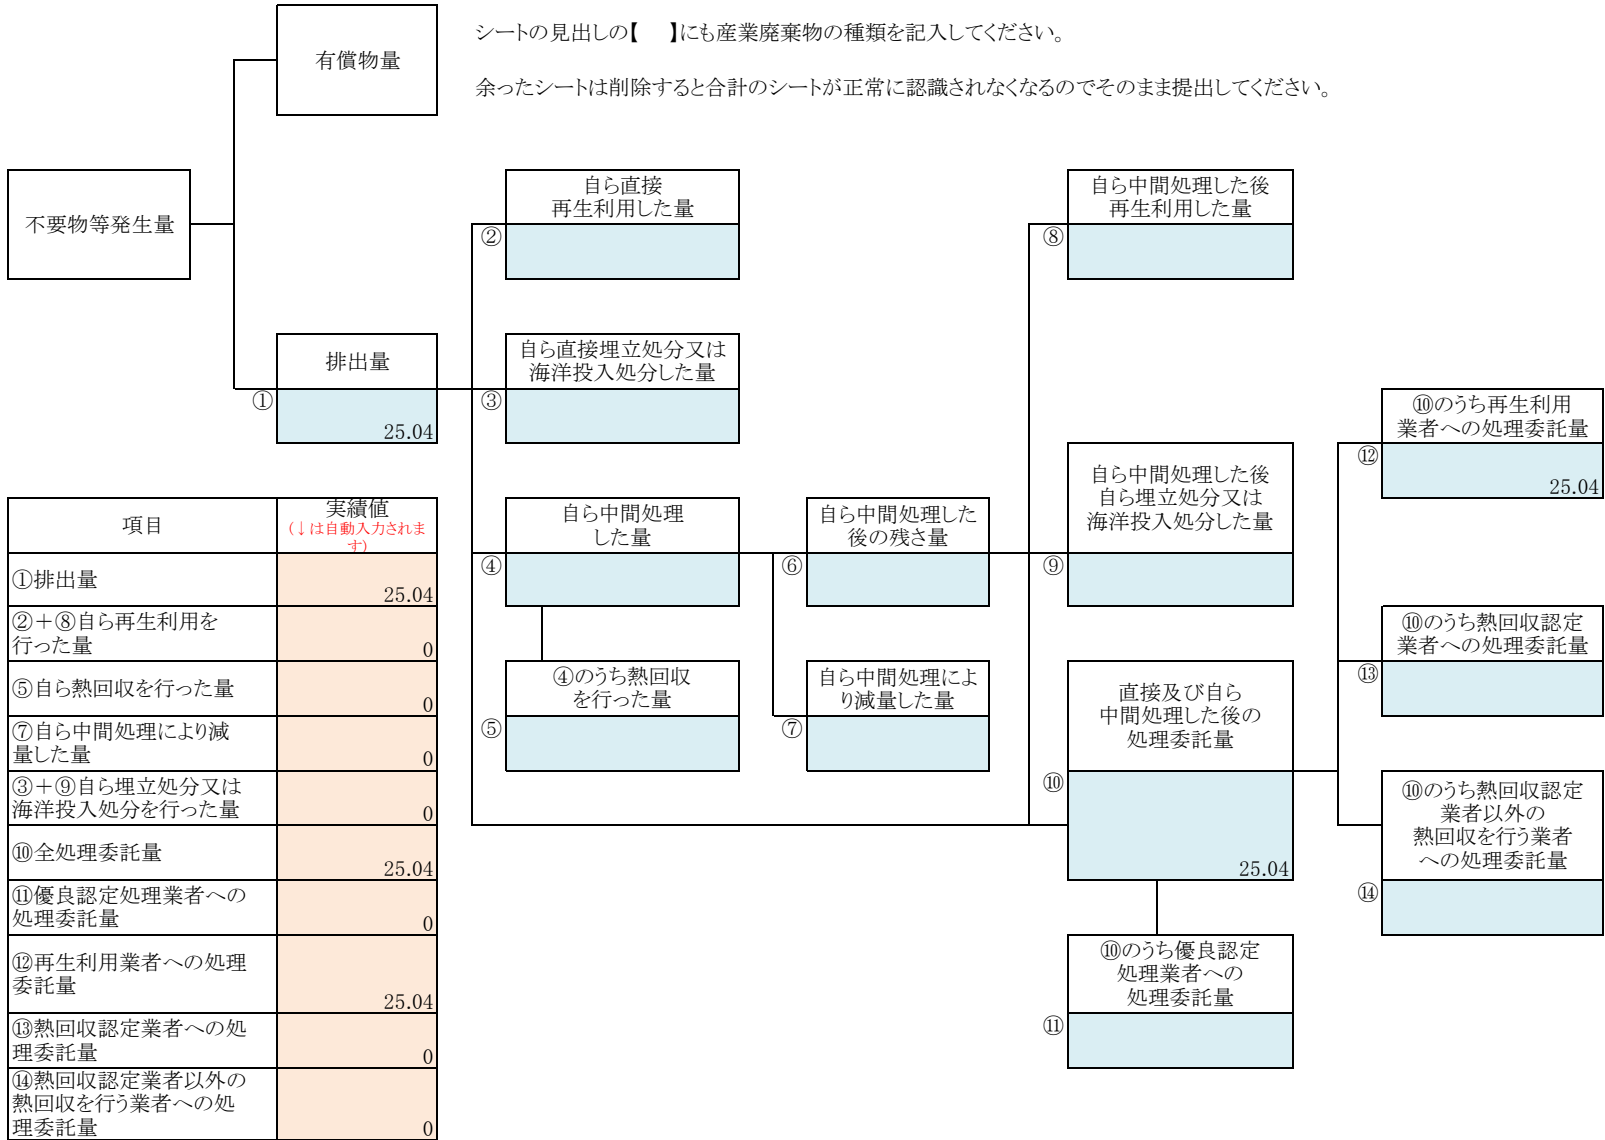 有償物量
シートの見出しの【　】にも産業廃棄物の種類を記入してください。
余ったシートは削除すると合計のシートが正常に認識されなくなるのでそのまま提出してください。
不要物等発生量
自ら直接
再生利用した量
②
自ら中間処理した後
再生利用した量
⑧
排出量
①
25.04
自ら直接埋立処分又は
海洋投入処分した量
③
自ら中間処理した後
自ら埋立処分又は
海洋投入処分した量
⑨
⑩のうち再生利用
業者への処理委託量
⑫
25.04
自ら中間処理
した量
④
自ら中間処理した
後の残さ量
⑥
④のうち熱回収
を行った量
⑤
自ら中間処理によ
り減量した量
⑦
直接及び自ら
中間処理した後の
処理委託量
⑩
25.04
⑩のうち熱回収認定
業者への処理委託量
⑬
⑩のうち熱回収認定
業者以外の
熱回収を行う業者
への処理委託量
⑭
⑩のうち優良認定
処理業者への
処理委託量
⑪
項目
実績値
(↓は自動入力されま
す)
①排出量
25.04
②＋⑧自ら再生利用を
行った量
0
⑤自ら熱回収を行った量
0
⑦自ら中間処理により減
量した量
0
③＋⑨自ら埋立処分又は
海洋投入処分を行った量
0
⑩全処理委託量
25.04
⑪優良認定処理業者への
処理委託量
0
⑫再生利用業者への処理
委託量
25.04
⑬熱回収認定業者への処
理委託量
0
⑭熱回収認定業者以外の
熱回収を行う業者への処
理委託量
0